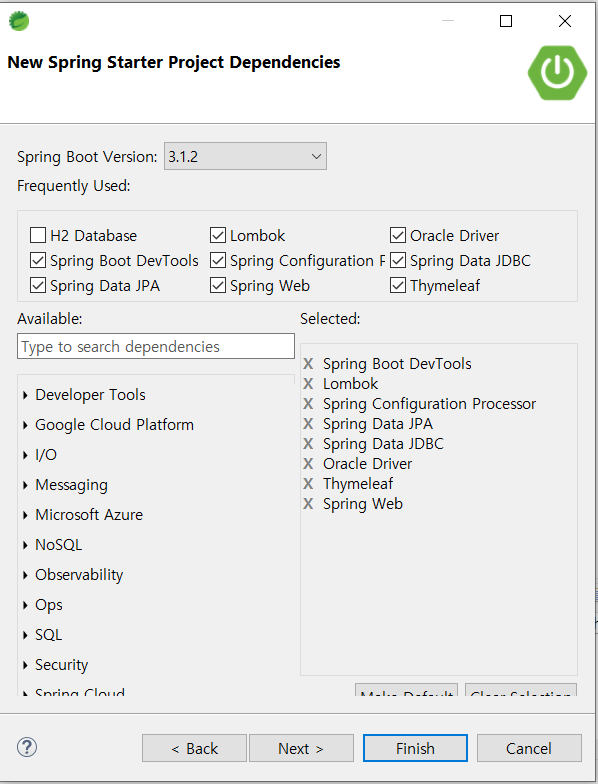 New Spring Starter Project Dependencies
Spring Boot Version: 3.1.2
Frequently Used:
H2 Database Lombok Oracle Driver
Spring Boot DevTools Spring Configuration P Spring Data JDBC
Spring Data JPA Spring Web Thymeleaf
Available: Selected:
Type to search dependencies
X Spring Boot DevTools
X Lombok
X Spring Configuration Processor
X Spring Data JPA
X Spring Data JDBC
X Oracle Driver
X Thymeleaf
X Spring Web
Developer Tools
Google Cloud Platform
I/O
Messaging
Microsoft Azure
NoSQL
Observability
Ops
SQL
Security
Spring Cloud
Make Default Clear Selection
? < Back Next > Finish Cancel